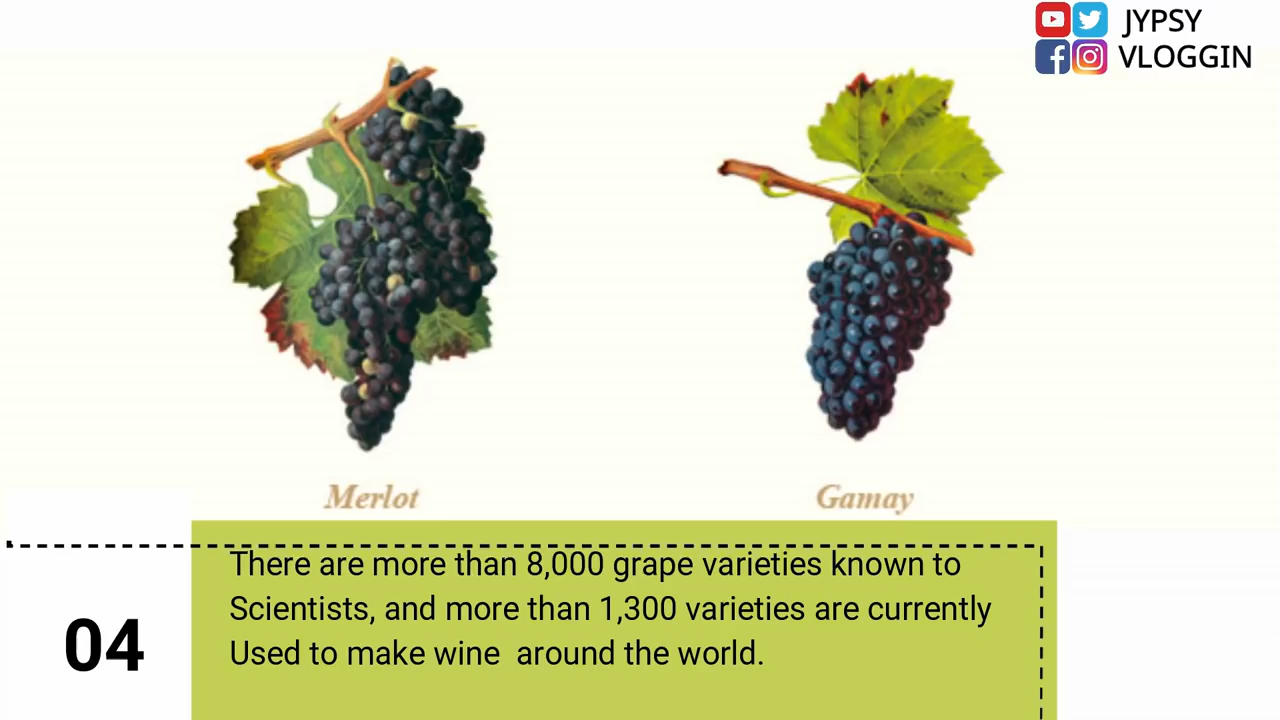 JYPSY
VLOGGIN
Merlot
Gamay
There are more than 8,000 grape varieties known to
Scientists, and more than 1,300 varieties are currently
Used to make wine  around the world.
04